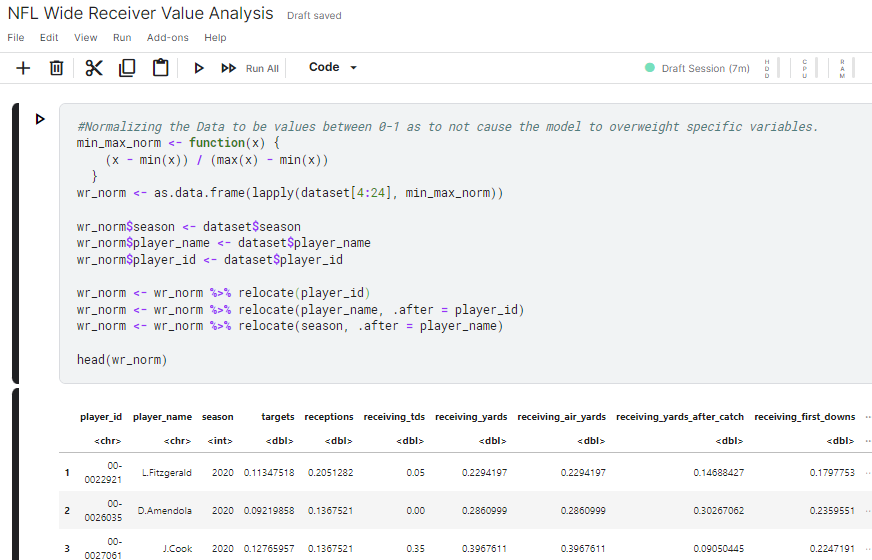 NFL Wide Receiver Value Analysis Draft saved
File Edit View Run Add-ons Help
Run All Code Draft Session (7m) HDD CPU RAM
#Normalizing the Data to be values between 0-1 as to not cause the model to overweight specific variables.
min_max_norm <- function(x) {
(x - min(x)) / (max(x) - min(x))
}
wr_norm <- as.data.frame(lapply(dataset[4:24], min_max_norm))
wr_norm$season <- dataset$season
wr_norm$player_name <- dataset$player_name
wr_norm$player_id <- dataset$player_id
wr_norm <- wr_norm %>% relocate(player_id)
wr_norm <- wr_norm %>% relocate(player_name, .after = player_id)
wr_norm <- wr_norm %>% relocate(season, .after = player_name)
head(wr_norm)
player_id player_name season targets receptions receiving_tds receiving_yards receiving_air_yards receiving_yards_after_catch receiving_first_downs ...
<chr> <chr> <int> <dbl> <dbl> <dbl> <dbl> <dbl> <dbl> <dbl> ...
1 00-0022921 L.Fitzgerald 2020 0.11347518 0.2051282 0.05 0.2294197 0.2294197 0.14688427 0.1797753 ...
2 00-0026035 D.Amendola 2020 0.09219858 0.1367521 0.00 0.2860999 0.2860999 0.30267062 0.2359551 ...
3 00-0027061 J.Cook 2020 0.12765957 0.1367521 0.35 0.3967611 0.3967611 0.09050445 0.2247191 ...